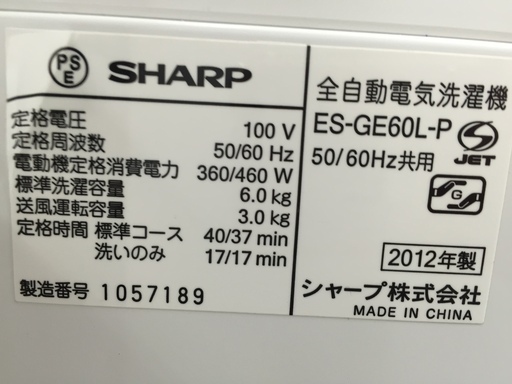 PSE SHARP
全自動電気洗濯機
ES-GE60L-P
S JET
50/60Hz共用
G
定格電圧 100 V
定格周波数 50/60 Hz
電動機定格消費電力 360/460 W
標準洗濯容量 6.0 kg
送風運転容量 3.0 kg
定格時間 標準コース 40/37 min
洗いのみ 17/17 min
2012年製
製造番号 1057189
シャープ株式会社
MADE IN CHINA